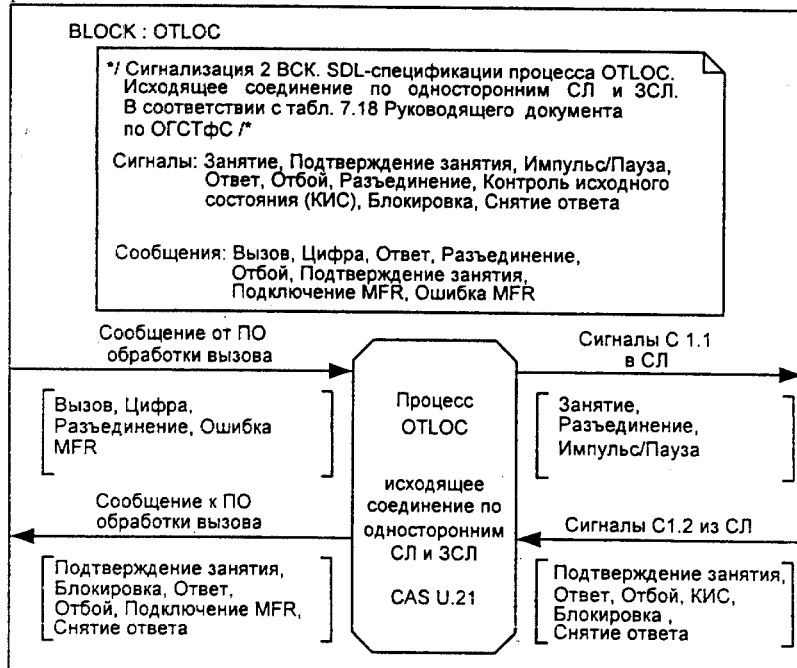 BLOCK : OTLOC
*/ Сигнализация 2 ВСК. SDL-спецификации процесса OTLOC.
Исходящее соединение по односторонним СЛ и ЗСЛ.
В соответствии с табл. 7.18 Руководящего документа
по ОГСТфС /*
Сигналы: Занятие, Подтверждение занятия, Импульс/Пауза,
Ответ, Отбой, Разъединение, Контроль исходного
состояния (КИС), Блокировка, Снятие ответа
Сообщения: Вызов, Цифра, Ответ, Разъединение,
Отбой, Подтверждение занятия,
Подключение MFR, Ошибка MFR
Сообщение от ПО
обработки вызова
Вызов, Цифра,
Разъединение, Ошибка
MFR
Сообщение к ПО
обработки вызова
Подтверждение занятия,
Блокировка, Ответ,
Отбой, Подключение MFR,
Снятие ответа
Процесс
OTLOC
исходящее
соединение по
односторонним
СЛ и ЗСЛ
CAS U.21
Сигналы С 1.1
в СЛ
Занятие,
Разъединение,
Импульс/Пауза
Сигналы С1.2 из СЛ
Подтверждение занятия,
Ответ, Отбой, КИС,
Блокировка ,
Снятие ответа